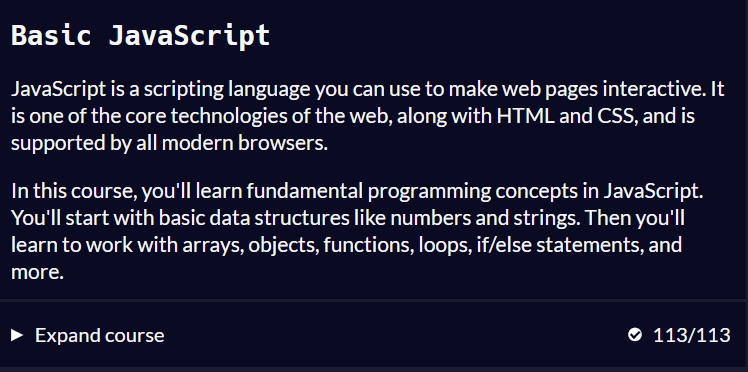 Basic JavaScript
JavaScript is a scripting language you can use to make web pages interactive. It
is one of the core technologies of the web, along with HTML and CSS, and is
supported by all modern browsers.
In this course, you'll learn fundamental programming concepts in JavaScript.
You'll start with basic data structures like numbers and strings. Then you'll
learn to work with arrays, objects, functions, loops, if/else statements, and
more.
Expand course 113/113